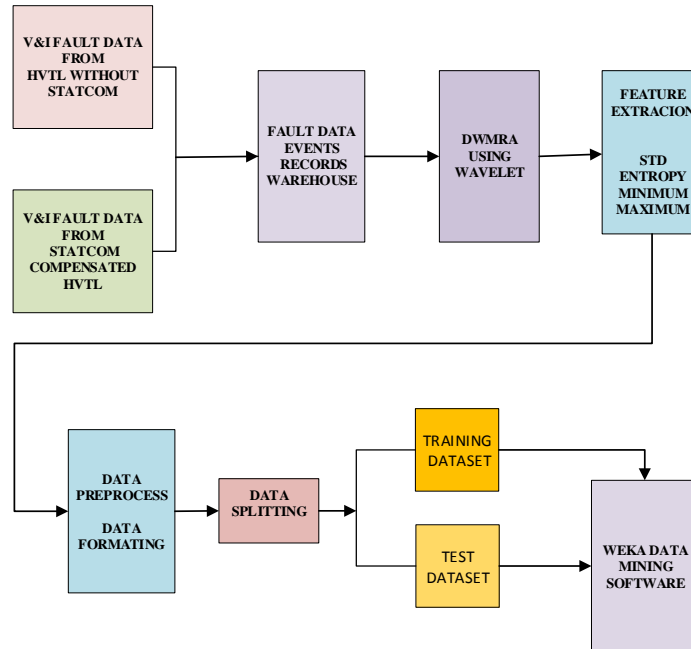 V&I FAULT DATA
FROM
HVTL WITHOUT
STATCOM
V&I FAULT DATA
FROM
STATCOM
COMPENSATED
HVTL
FAULT DATA
EVENTS
RECORDS
WAREHOUSE
DWMRA
USING
WAVELET
FEATURE
EXTRACION
STD
ENTROPY
MINIMUM
MAXIMUM
DATA
PREPROCESS
DATA
FORMATING
DATA
SPLITTING
TRAINING
DATASET
TEST
DATASET
WEKA DATA
MINING
SOFTWARE